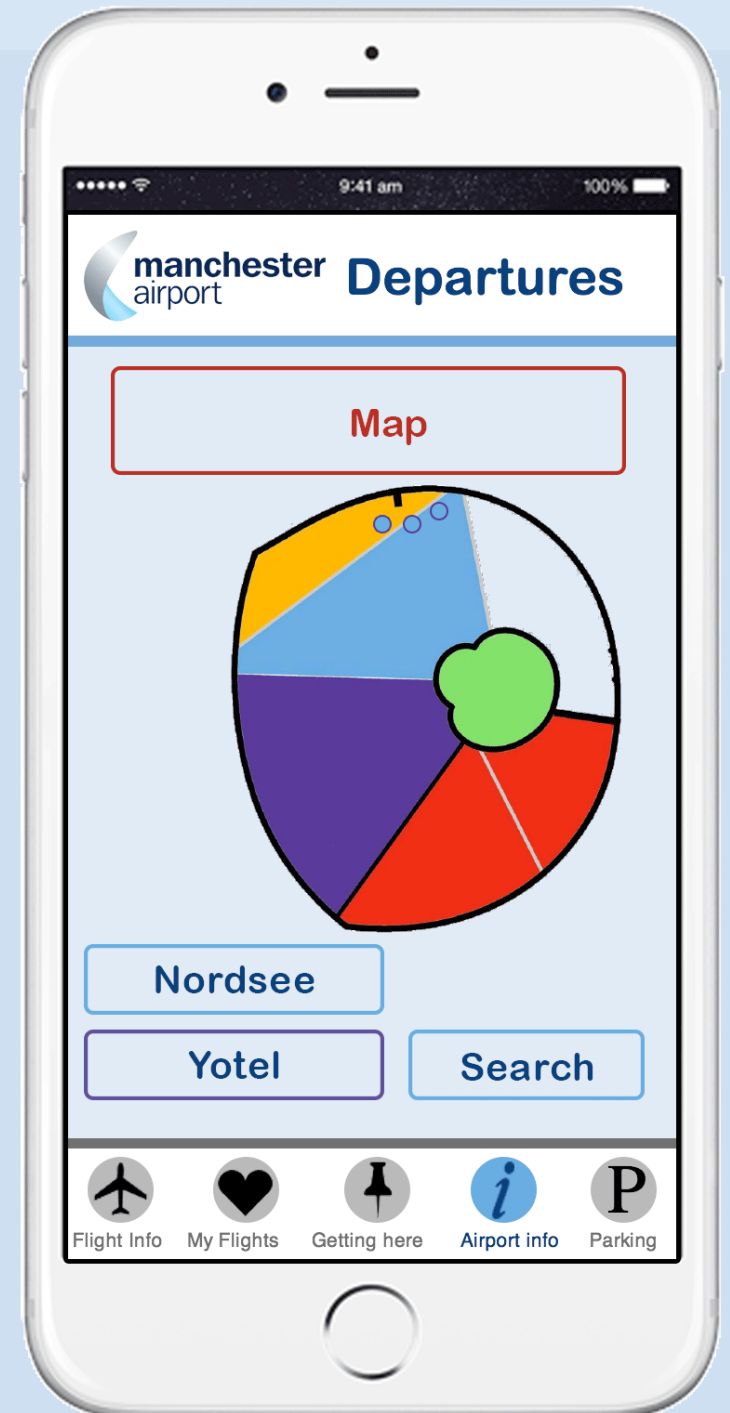 9:41 am
100%
manchester
airport
Departures
Map
Nordsee
Yotel
Search
i
P
Flight Info
My Flights
Getting here
Airport info
Parking